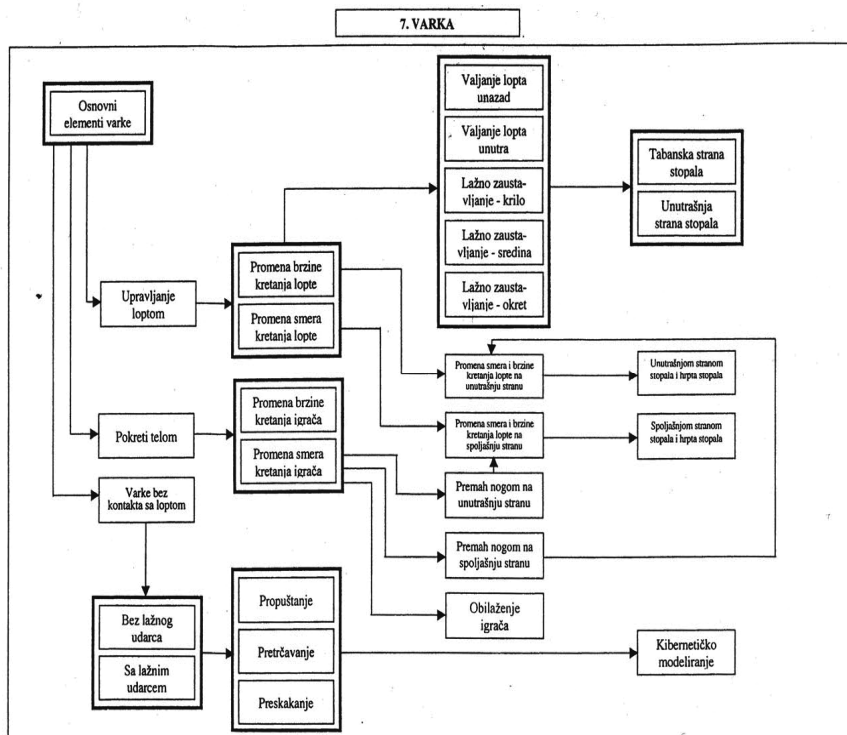 7. VARKA
Osnovni
elementi varke
Valjanje lopta
unazad
Valjanje lopta
unutra
Lažno zausta-
vljanje - krilo
Lažno zausta-
vljanje - sredina
Lažno zausta-
vljanje - okret
Tabanska strana
stopala
Unutrašnja
strana stopala
Upravljanje
loptom
Promena brzine
kretanja lopte
Promena smera
kretanja lopte
Promena smera i brzine
kretanja lopte na
unutrašnju stranu
Unutrašnjom stranom
stopala i hrpta stopala
Pokreti telom
Promena brzine
kretanja igrača
Promena smera
kretanja igrača
Promena smera i brzine
kretanja lopte na
spoljašnju stranu
Spoljašnjom stranom
stopala i hrpta stopala
Varke bez
kontakta sa loptom
Premah nogom na
unutrašnju stranu
Premah nogom na
spoljašnju stranu
Obilaženje
igrača
Bez lažnog
udarca
Sa lažnim
udarcem
Propuštanje
Pretrčavanje
Preskakanje
Kibernetičko
modeliranje